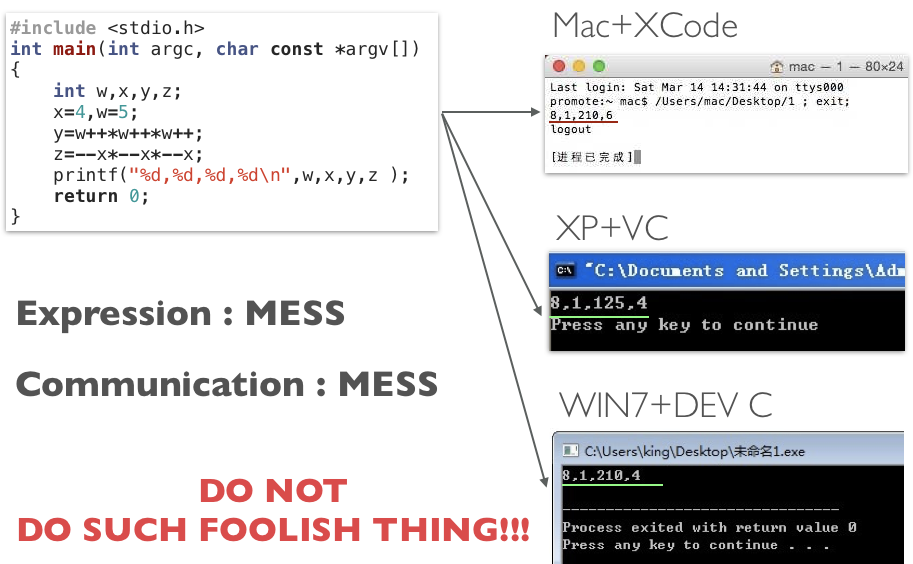 #include <stdio.h>
int main(int argc, char const *argv[])
{
    int w,x,y,z;
    x=4,w=5;
    y=w++*w++*w++;
    z=--x*--x*--x;
    printf("%d,%d,%d,%d\n",w,x,y,z );
    return 0;
}
Expression : MESS
Communication : MESS
DO NOT
DO SUCH FOOLISH THING!!!
Mac+XCode
mac — 1 — 80×24
Last login: Sat Mar 14 14:31:44 on ttys000
promote:~ mac$ /Users/mac/Desktop/1 ; exit;
8,1,210,6
logout
[进程已完成]
XP+VC
C:\ "C:\Documents and Settings\Adm
8,1,125,4
Press any key to continue
WIN7+DEV C
C:\Users\king\Desktop\未命名1.exe
8,1,210,4
--------------------------------
Process exited with return value 0
Press any key to continue . . .